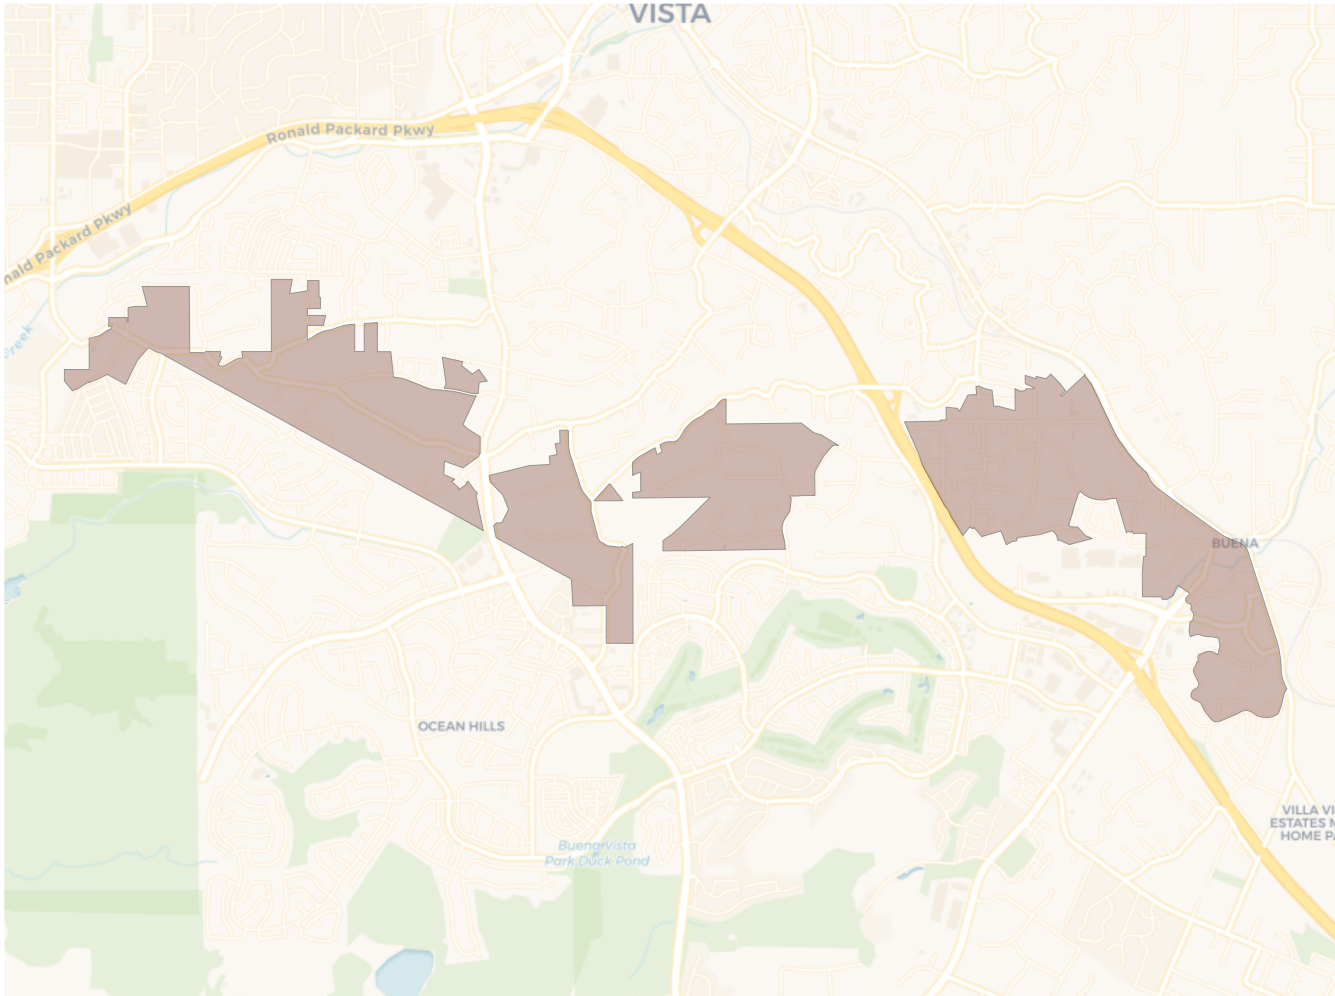 VISTA
Ronald Packard Pkwy
nald Packard Pkwy
Creek
BUENA
OCEAN HILLS
VILLA VI
ESTATES M
HOME PA
Buena Vista
Park Duck Pond